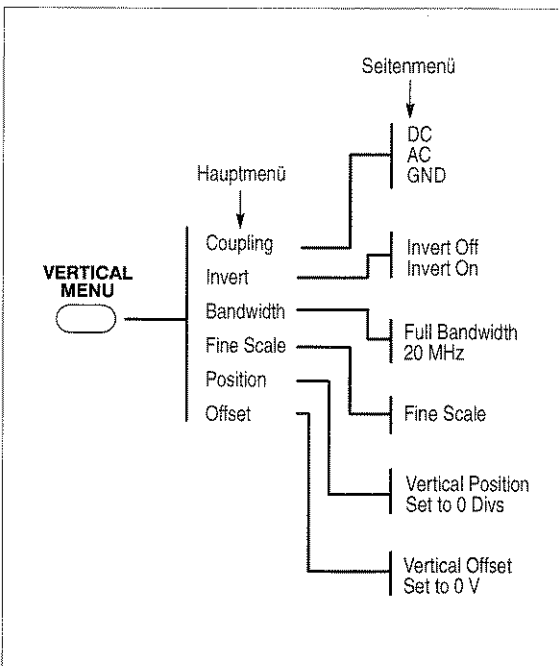 Seitenmenü
DC
AC
GND
Hauptmenü
Coupling
Invert
Bandwidth
Fine Scale
Position
Offset
VERTICAL
MENU
Invert Off
Invert On
Full Bandwidth
20 MHz
Fine Scale
Vertical Position
Set to 0 Divs
Vertical Offset
Set to 0 V